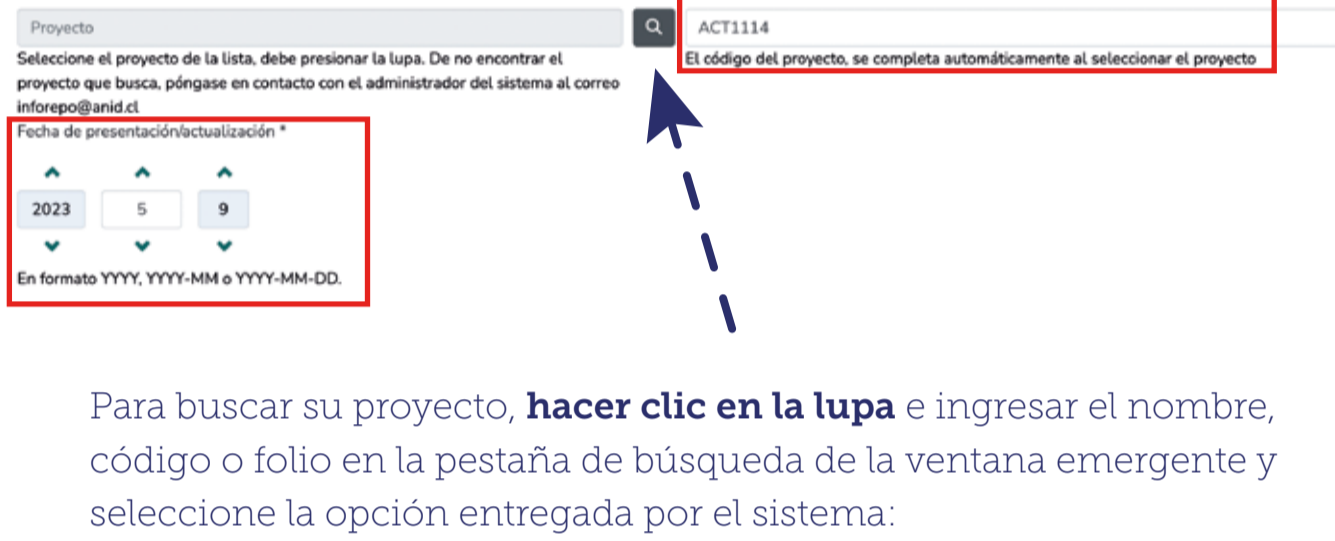 Proyecto
ACT1114
Seleccione el proyecto de la lista, debe presionar la lupa. De no encontrar el
proyecto que busca, póngase en contacto con el administrador del sistema al correo
inforepo@anid.cl
El código del proyecto, se completa automáticamente al seleccionar el proyecto
Fecha de presentación/actualización *
2023 5 9
En formato YYYY, YYYY-MM o YYYY-MM-DD.
Para buscar su proyecto, hacer clic en la lupa e ingresar el nombre,
código o folio en la pestaña de búsqueda de la ventana emergente y
seleccione la opción entregada por el sistema: